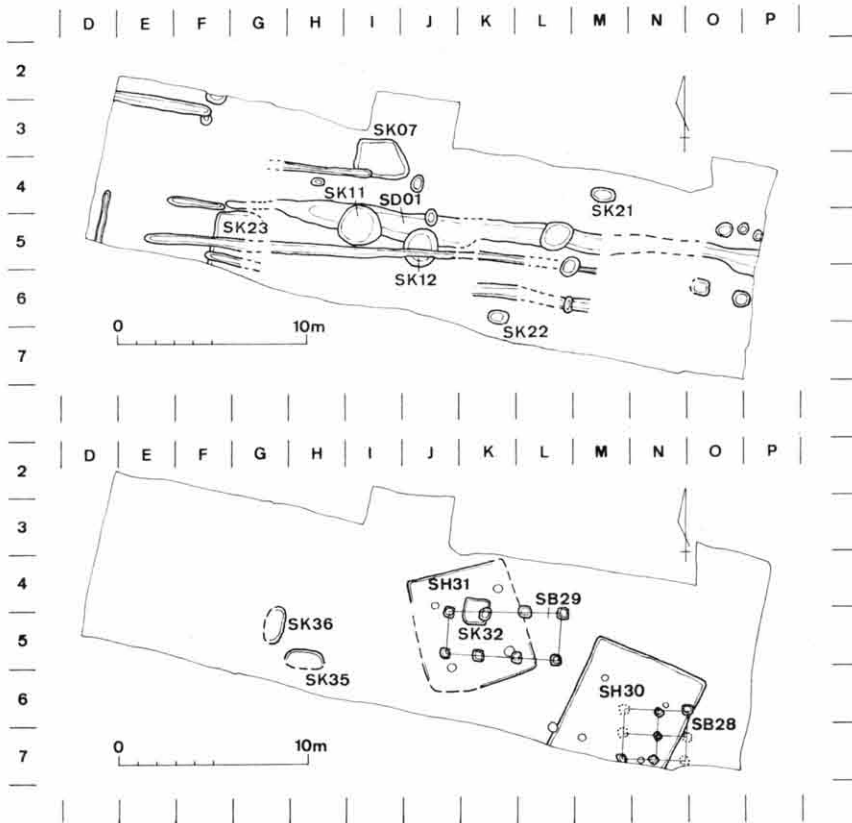 D E F G H I J K L M N O P
2
3
SK07
4
SK11 SD01 SK21
SK23
5
SK12
6
SK22
0 10m
7
D E F G H I J K L M N O P
2
3
4
SH31 SB29
SK36 SK32
5
SK35
6
SH30
SB28
0 10m
7